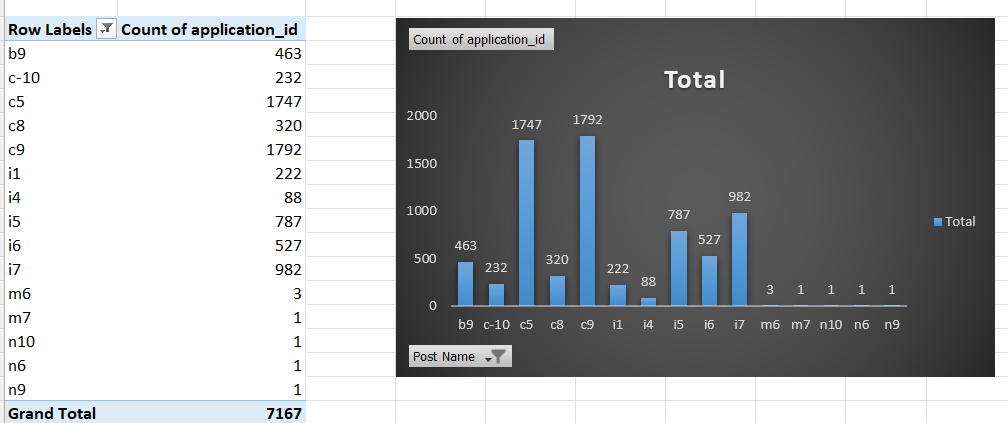 Row Labels Count of application_id
b9 463
c-10 232
c5 1747
c8 320
c9 1792
i1 222
i4 88
i5 787
i6 527
i7 982
m6 3
m7 1
n10 1
n6 1
n9 1
Grand Total 7167
Count of application_id
Total
2000
1500
1000
500
0
463 232 1747 320 1792 222 88 787 527 982 3 1 1 1 1
b9 c-10 c5 c8 c9 i1 i4 i5 i6 i7 m6 m7 n10 n6 n9
Total
Post Name